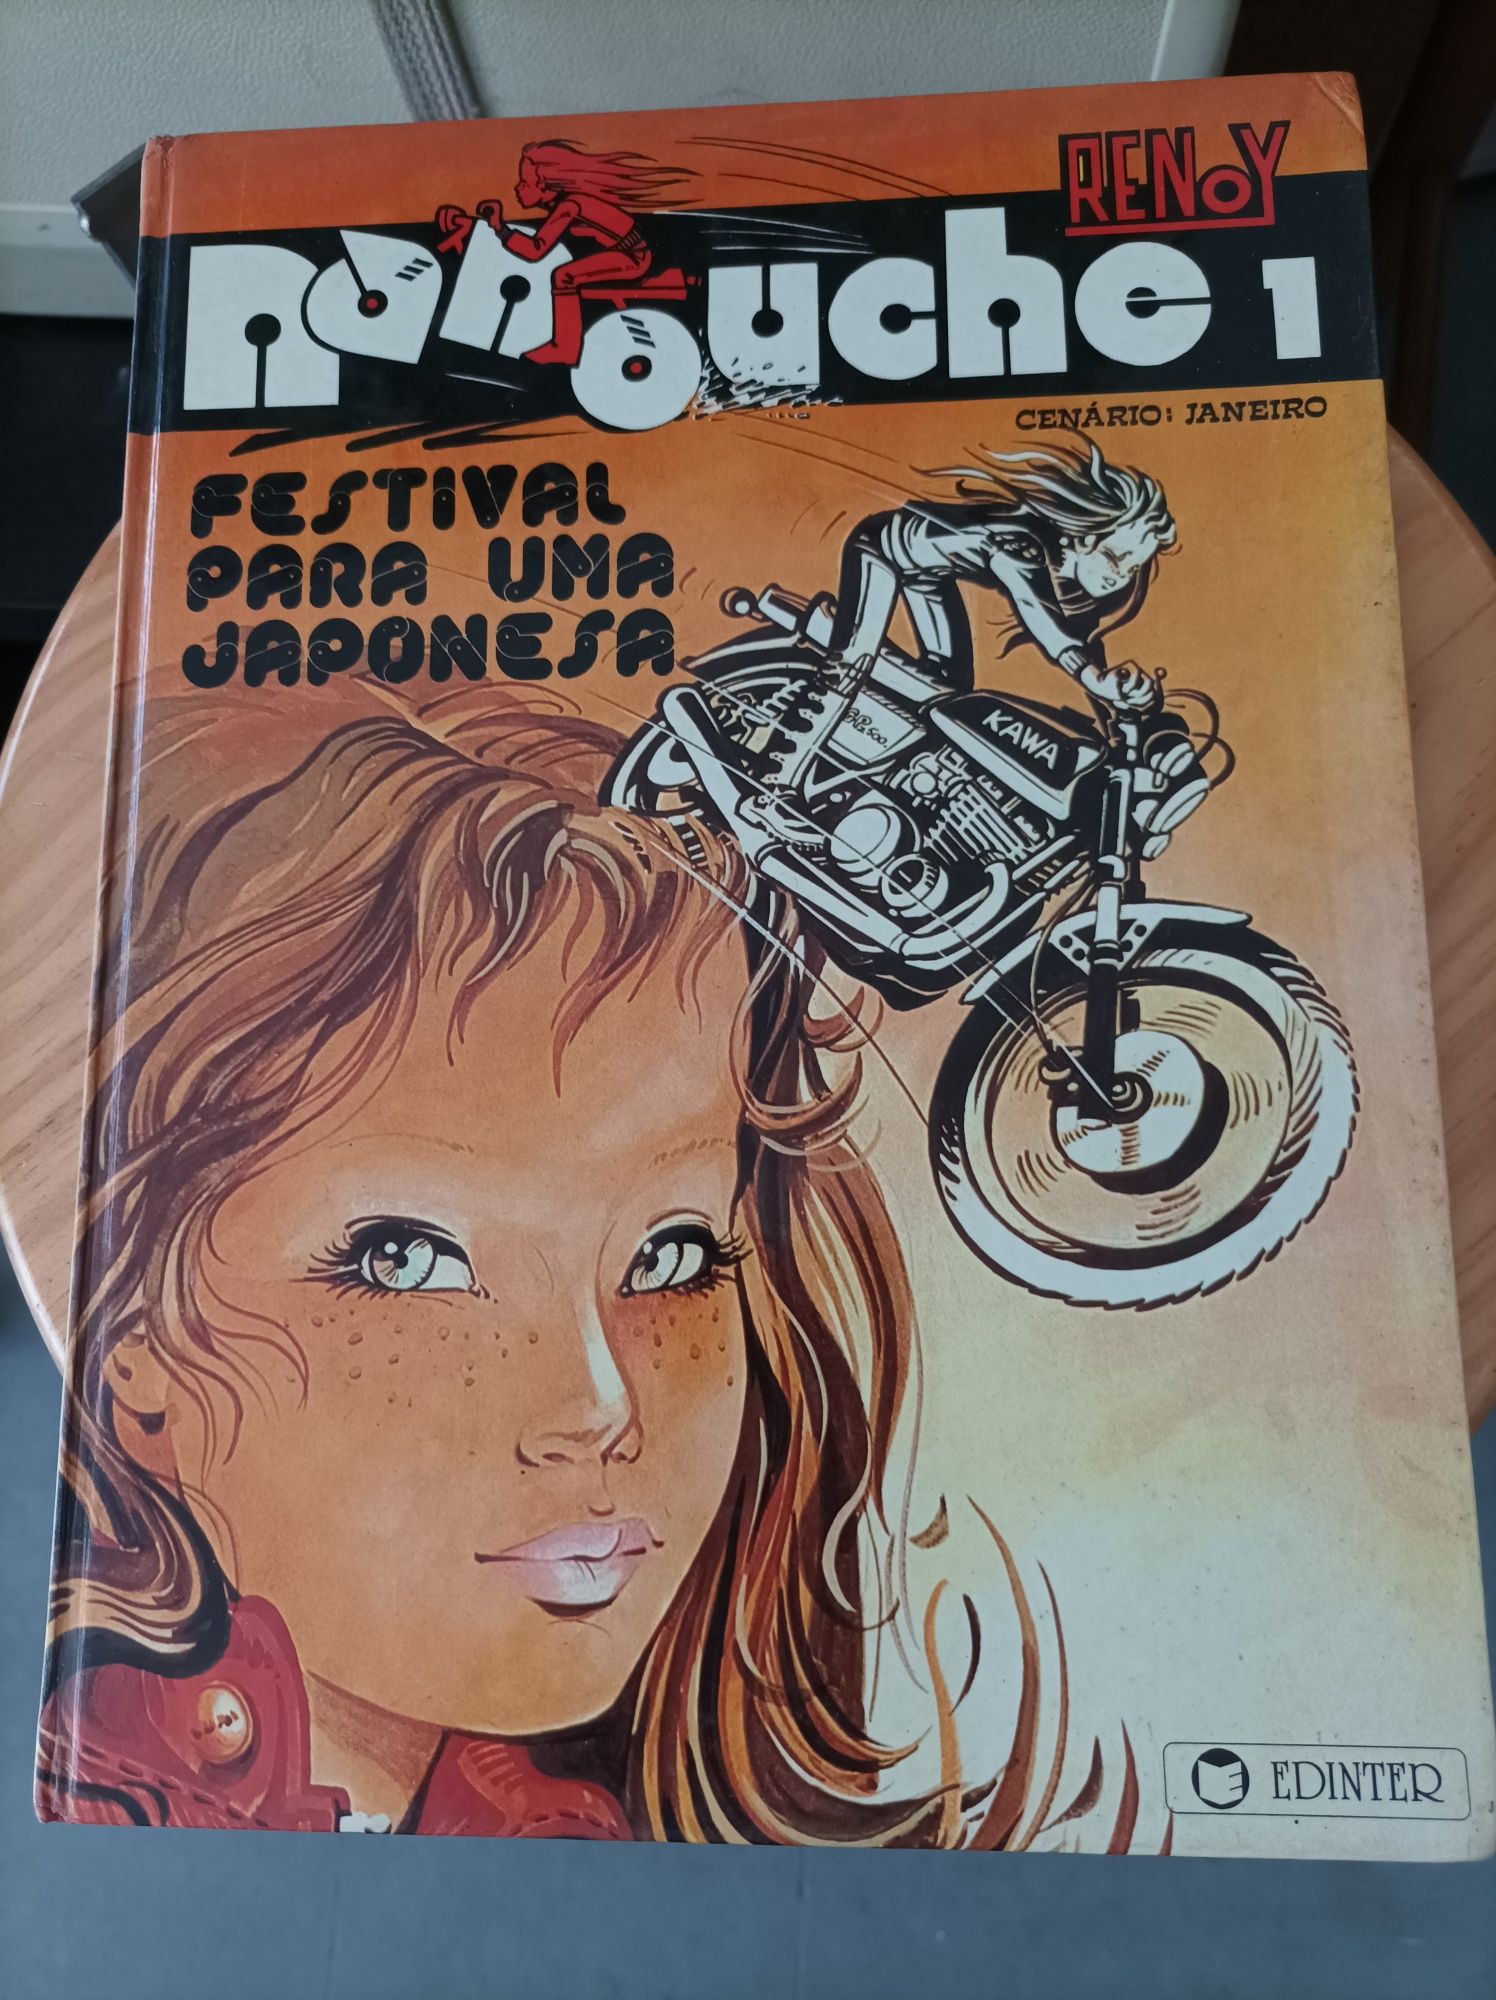 RENoY
nanouche 1
CENÁRIO: JANEIRO
FESTIVAL
PARA UMA
JAPONESA
KAWA
EDINTER